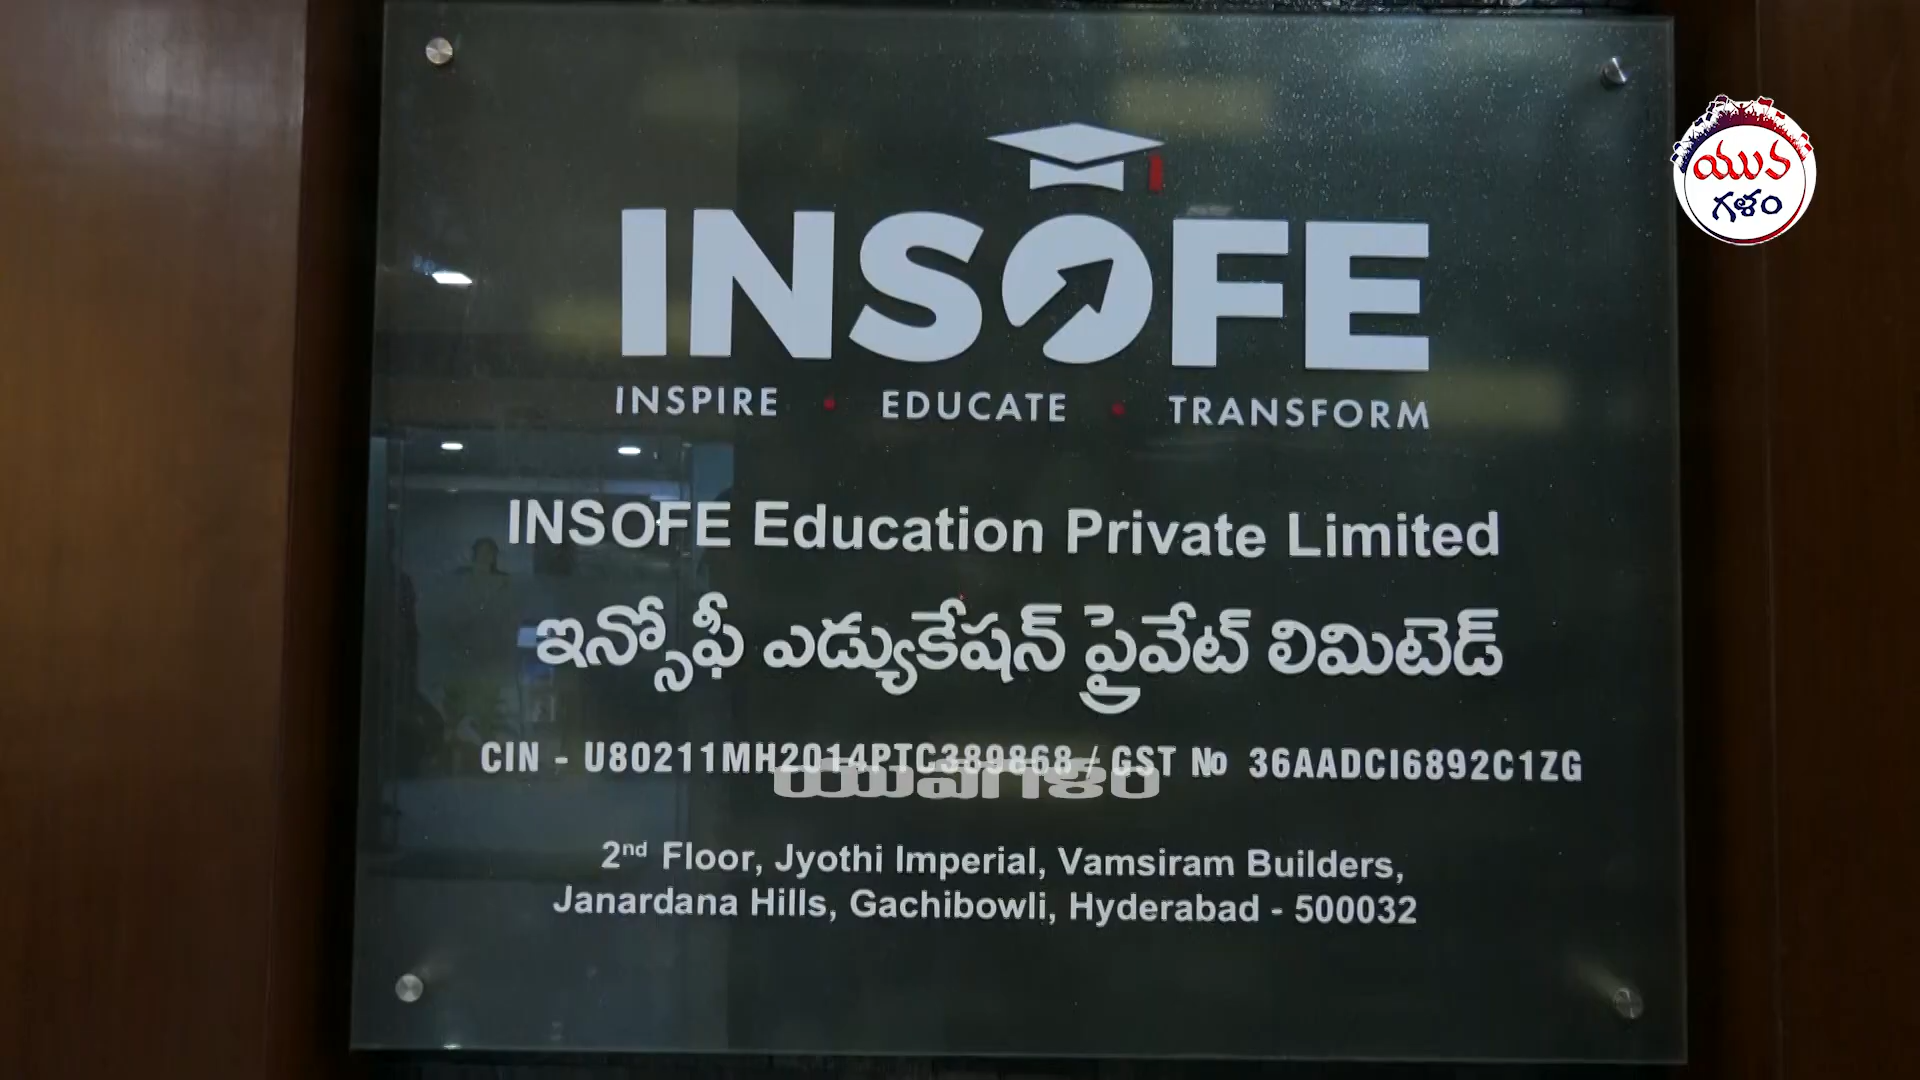 యువ
గళం
INSOFE
INSPIRE • EDUCATE • TRANSFORM
INSOFE Education Private Limited
ఇన్సోఫీ ఎడ్యుకేషన్ ప్రైవేట్ లిమిటెడ్
CIN - U80211MH2014PTC389868 / GST No 36AADCI6892C1ZG
యువగళం
2nd Floor, Jyothi Imperial, Vamsiram Builders,
Janardana Hills, Gachibowli, Hyderabad - 500032